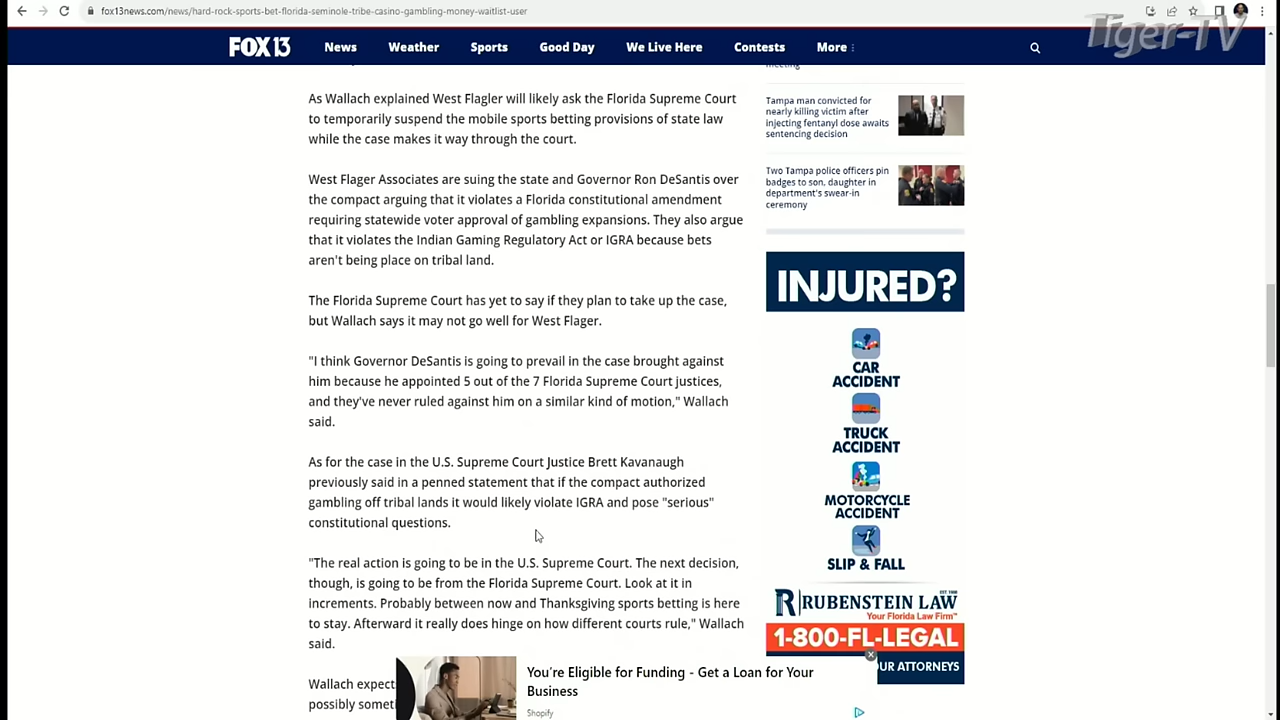 fox13news.com/news/hard-rock-sports-bet-florida-seminole-tribe-casino-gambling-money-waitlist-user
Tiger-TV
FOX 13
News
Weather
Sports
Good Day
We Live Here
Contests
More
As Wallach explained West Flagler will likely ask the Florida Supreme Court
to temporarily suspend the mobile sports betting provisions of state law
while the case makes it way through the court.
West Flager Associates are suing the state and Governor Ron DeSantis over
the compact arguing that it violates a Florida constitutional amendment
requiring statewide voter approval of gambling expansions. They also argue
that it violates the Indian Gaming Regulatory Act or IGRA because bets
aren't being place on tribal land.
The Florida Supreme Court has yet to say if they plan to take up the case,
but Wallach says it may not go well for West Flager.
"I think Governor DeSantis is going to prevail in the case brought against
him because he appointed 5 out of the 7 Florida Supreme Court justices,
and they've never ruled against him on a similar kind of motion," Wallach
said.
As for the case in the U.S. Supreme Court Justice Brett Kavanaugh
previously said in a penned statement that if the compact authorized
gambling off tribal lands it would likely violate IGRA and pose "serious"
constitutional questions.
"The real action is going to be in the U.S. Supreme Court. The next decision,
though, is going to be from the Florida Supreme Court. Look at it in
increments. Probably between now and Thanksgiving sports betting is here
to stay. Afterward it really does hinge on how different courts rule," Wallach
said.
Wallach expect
possibly somet
meeting
Tampa man convicted for
nearly killing victim after
injecting fentanyl dose awaits
sentencing decision
Two Tampa police officers pin
badges to son, daughter in
department's swear-in
ceremony
INJURED?
CAR
ACCIDENT
TRUCK
ACCIDENT
MOTORCYCLE
ACCIDENT
SLIP & FALL
RUBENSTEIN LAW
Your Florida Law Firm
1-800-FL-LEGAL
OUR ATTORNEYS
You're Eligible for Funding - Get a Loan for Your
Business
Shopify